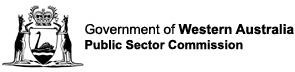 Government of Western Australia
Public Sector Commission